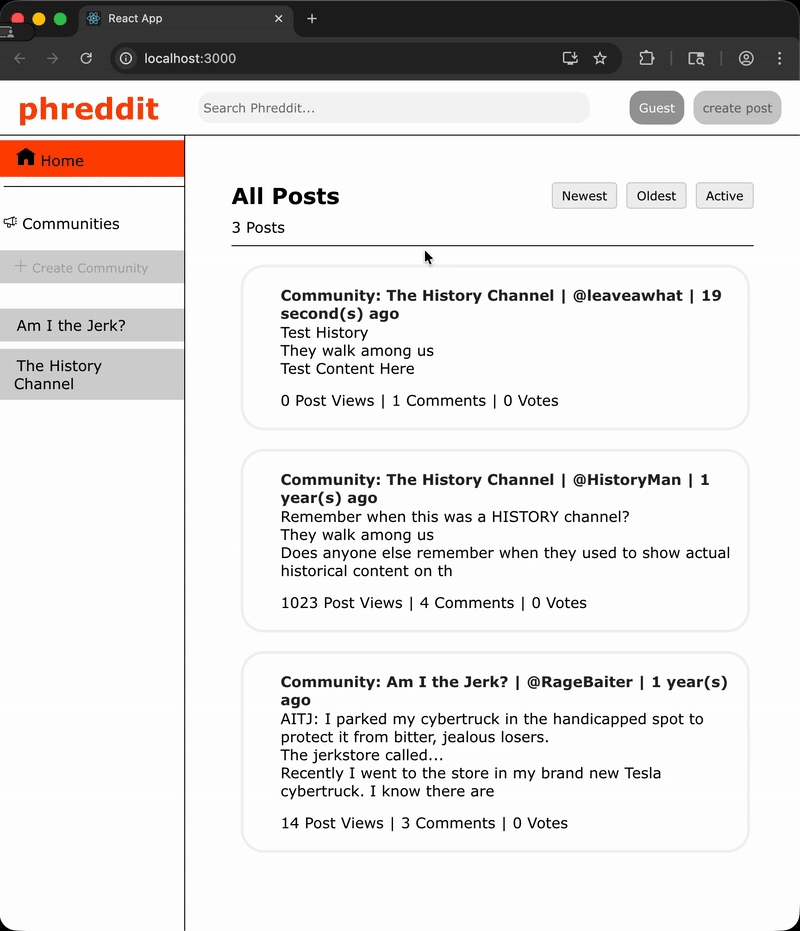 React App
localhost:3000
phreddit
Search Phreddit...
Guest
create post
Home
Communities
Create Community
Am I the Jerk?
The History
Channel
All Posts
Newest
Oldest
Active
3 Posts
Community: The History Channel | @leaveawhat | 19
second(s) ago
Test History
They walk among us
Test Content Here
0 Post Views | 1 Comments | 0 Votes
Community: The History Channel | @HistoryMan | 1
year(s) ago
Remember when this was a HISTORY channel?
They walk among us
Does anyone else remember when they used to show actual
historical content on th
1023 Post Views | 4 Comments | 0 Votes
Community: Am I the Jerk? | @RageBaiter | 1 year(s)
ago
AITJ: I parked my cybertruck in the handicapped spot to
protect it from bitter, jealous losers.
The jerkstore called...
Recently I went to the store in my brand new Tesla
cybertruck. I know there are
14 Post Views | 3 Comments | 0 Votes